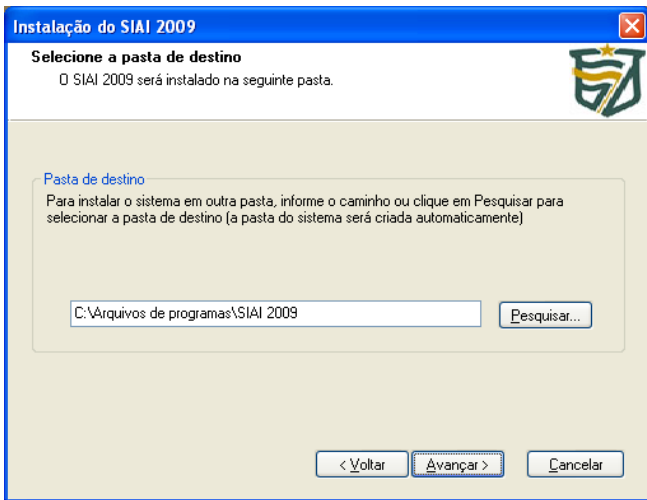 Instalação do SIAI 2009
Selecione a pasta de destino
O SIAI 2009 será instalado na seguinte pasta.
Pasta de destino
Para instalar o sistema em outra pasta, informe o caminho ou clique em Pesquisar para
selecionar a pasta de destino (a pasta do sistema será criada automaticamente)
C:\Arquivos de programas\SIAI 2009
Pesquisar...
< Voltar
Avançar >
Cancelar